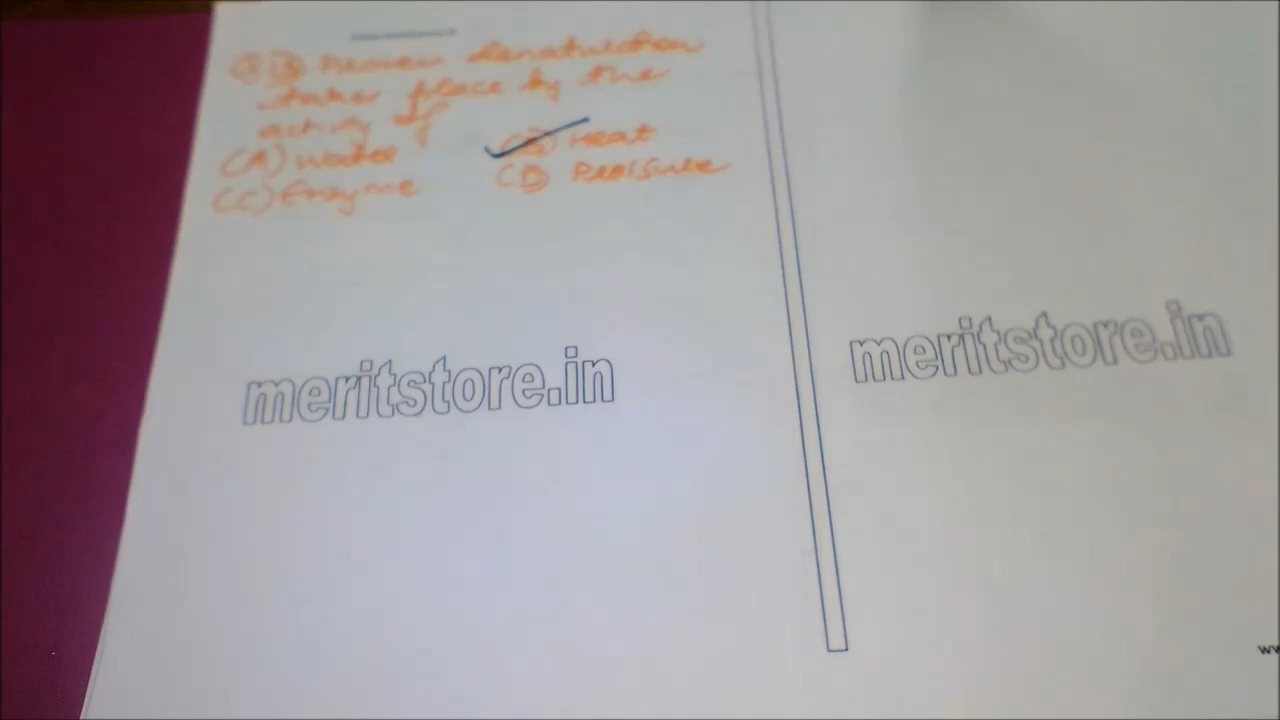 Protein denaturation
takes place by the
activity of
(A) Water (B) Heat
(C) Enzyme (D) Pressure
meritstore.in
meritstore.in